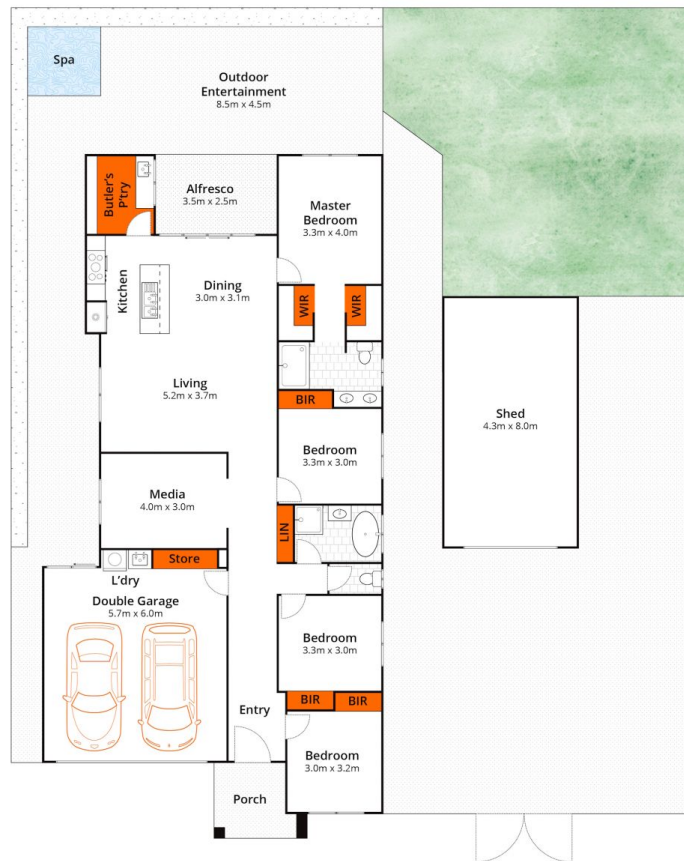 Spa
Outdoor
Entertainment
8.5m x 4.5m
Butler's
P'try
Alfresco
3.5m x 2.5m
Master
Bedroom
3.3m x 4.0m
Kitchen
Dining
3.0m x 3.1m
WIR
WIR
Living
5.2m x 3.7m
BIR
Bedroom
3.3m x 3.0m
Shed
4.3m x 8.0m
Media
4.0m x 3.0m
LIN
Store
L'dry
Double Garage
5.7m x 6.0m
Bedroom
3.3m x 3.0m
BIR
BIR
Entry
Bedroom
3.0m x 3.2m
Porch